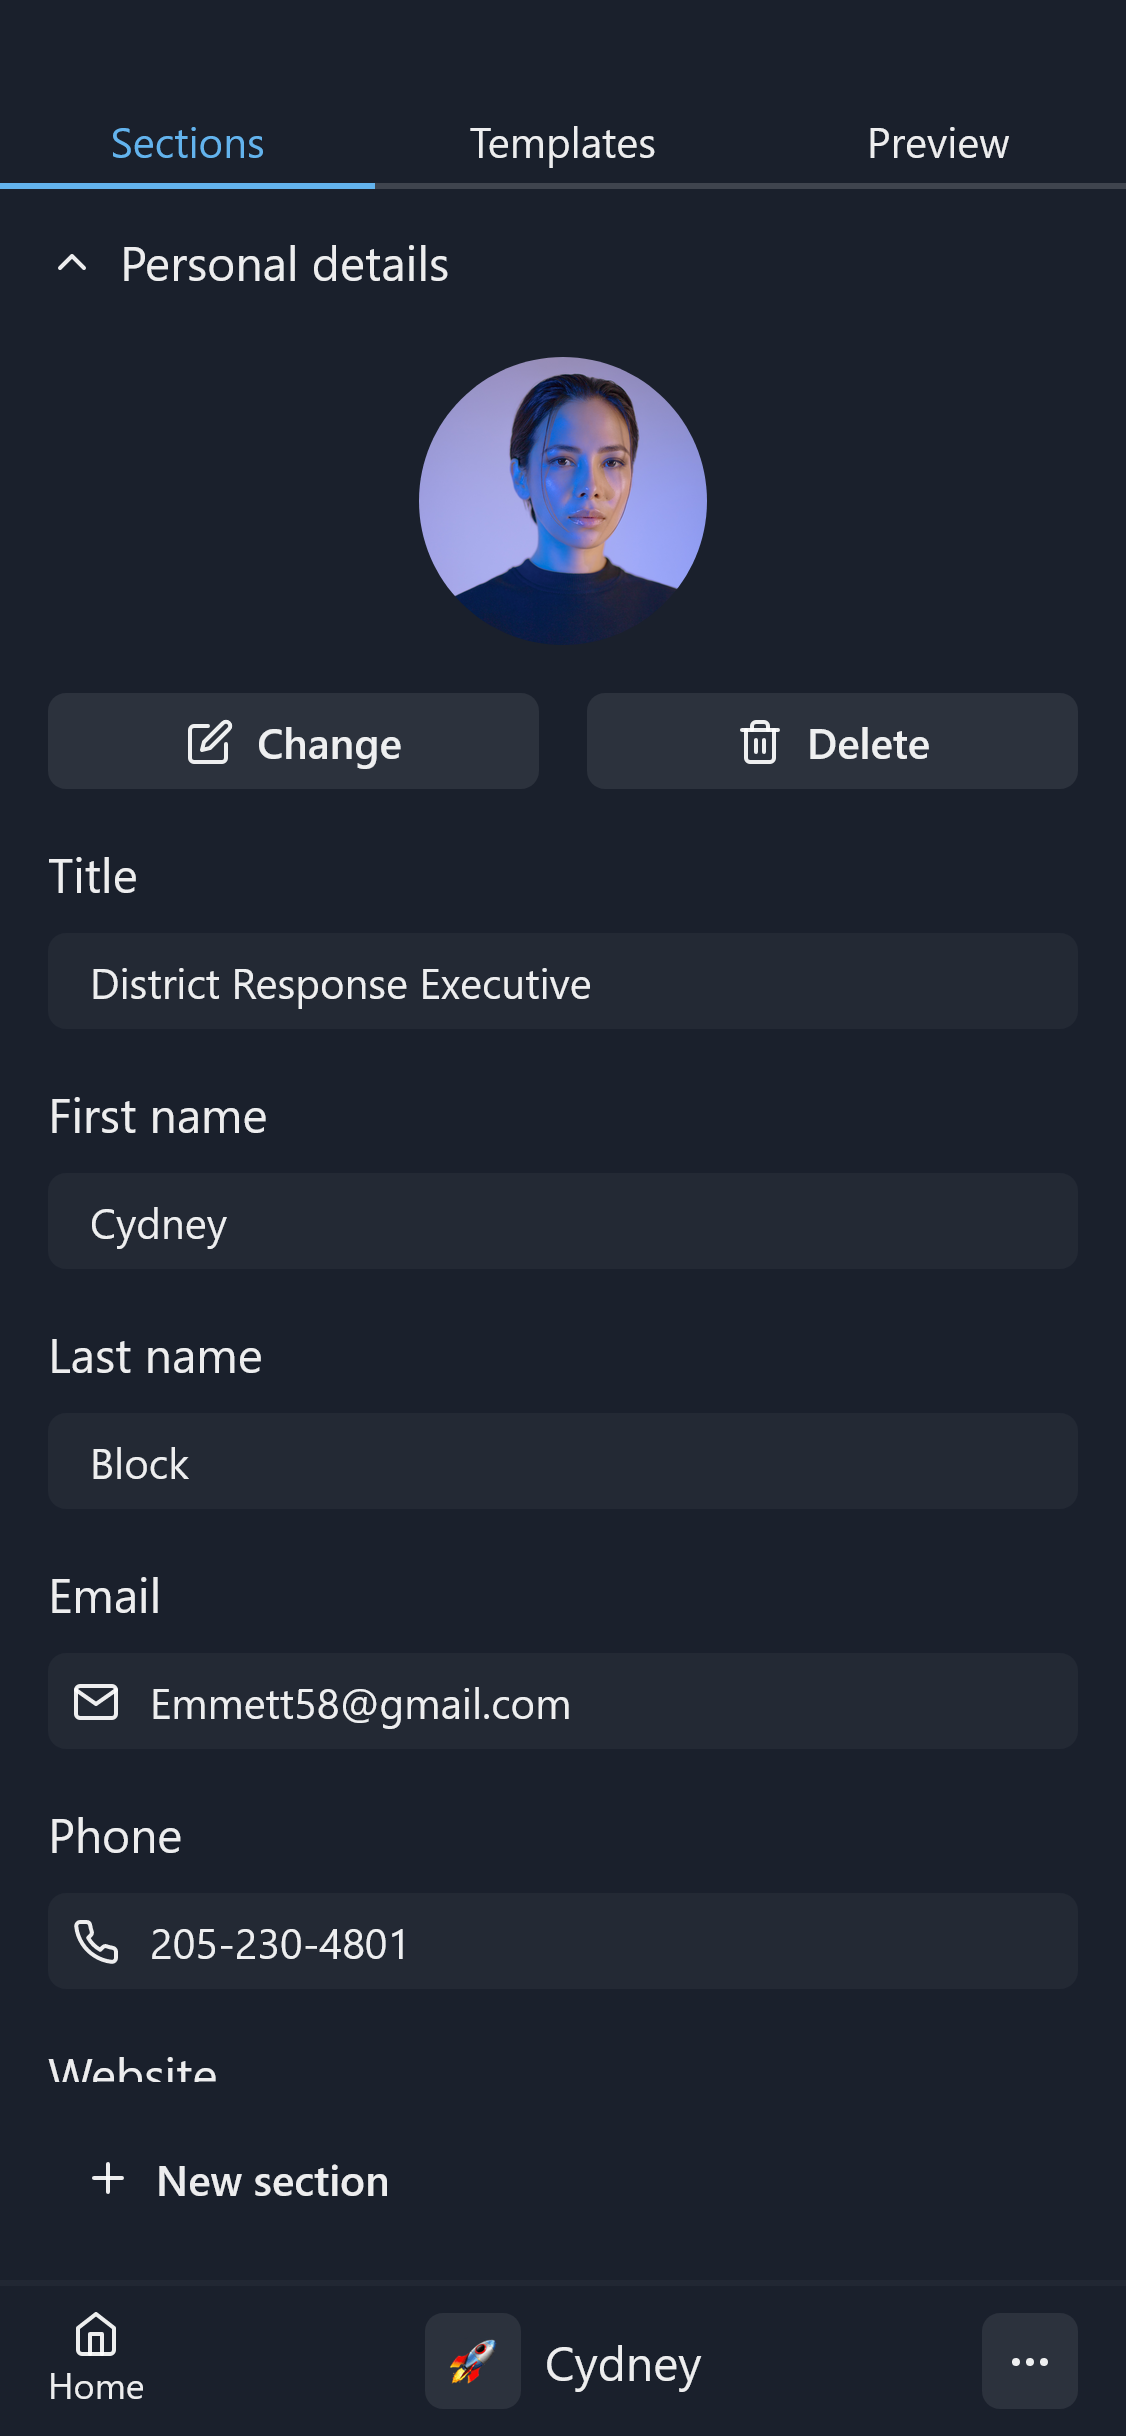 Sections
Templates
Preview
Personal details
Change
Delete
Title
District Response Executive
First name
Cydney
Last name
Block
Email
Emmett58@gmail.com
Phone
205-230-4801
Website
New section
Home
Cydney